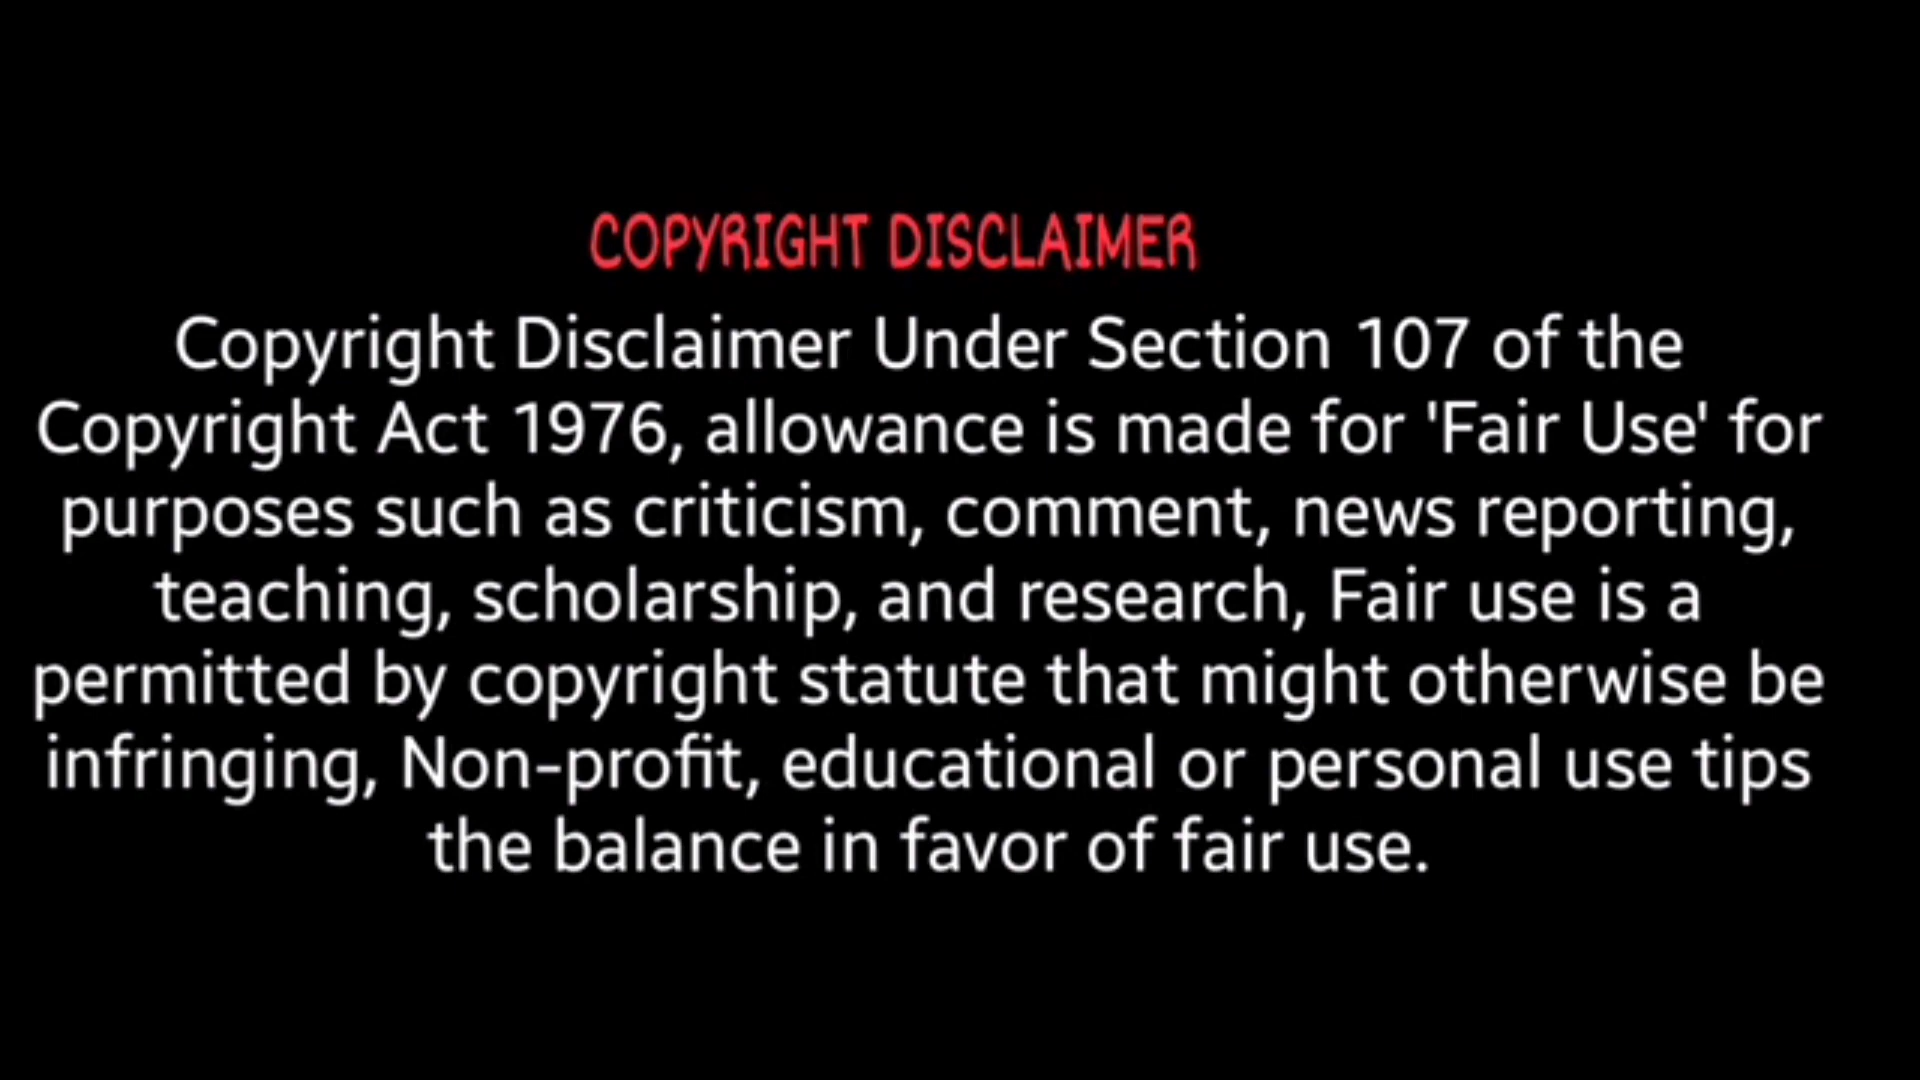 COPYRIGHT DISCLAIMER
Copyright Disclaimer Under Section 107 of the
Copyright Act 1976, allowance is made for 'Fair Use' for
purposes such as criticism, comment, news reporting,
teaching, scholarship, and research, Fair use is a
permitted by copyright statute that might otherwise be
infringing, Non-profit, educational or personal use tips
the balance in favor of fair use.